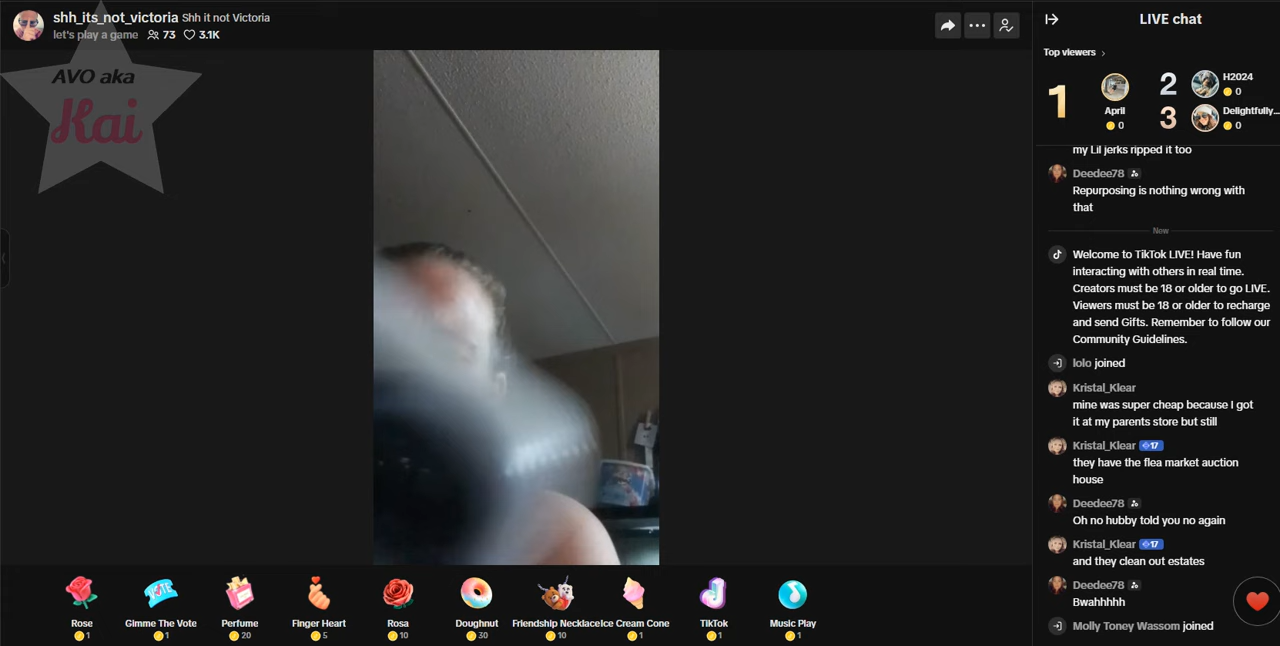 shh_its_not_victoria Shh it not Victoria
let's play a game 73 3.1K
AVO aka
Kai
LIVE chat
Top viewers
1
April
0
2
H2024
0
3
Delightfully...
0
my Lil jerks ripped it too
Deedee78
Repurposing is nothing wrong with
that
New
Welcome to TikTok LIVE! Have fun
interacting with others in real time.
Creators must be 18 or older to go LIVE.
Viewers must be 18 or older to recharge
and send Gifts. Remember to follow our
Community Guidelines.
lolo joined
Kristal_Klear
mine was super cheap because I got
it at my parents store but still
Kristal_Klear 17
they have the flea market auction
house
Deedee78
Oh no hubby told you no again
Kristal_Klear 17
and they clean out estates
Deedee78
Bwahhhhh
Molly Toney Wassom joined
Rose Gimme The Vote Perfume Finger Heart Rosa Doughnut Friendship Necklace Ice Cream Cone TikTok Music Play
1 1 20 5 10 30 10 1 1 1